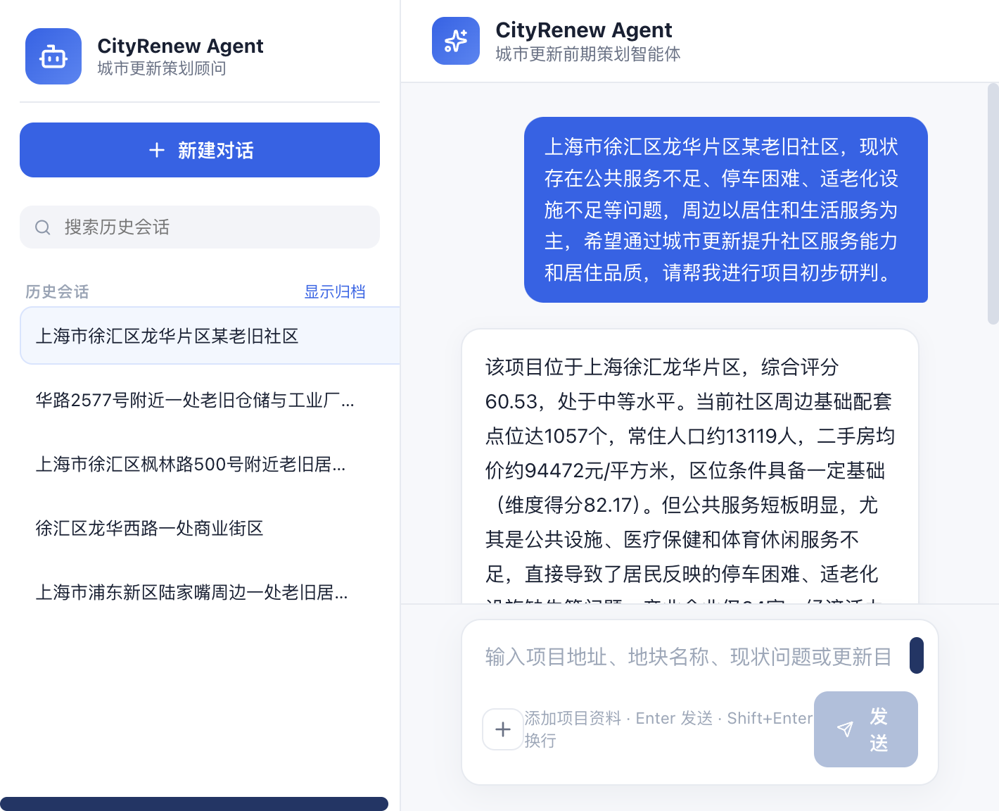 CityRenew Agent
城市更新策划顾问
新建对话
搜索历史会话
历史会话
显示归档
上海市徐汇区龙华片区某老旧社区
华路2577号附近一处老旧仓储与工业厂...
上海市徐汇区枫林路500号附近老旧居...
徐汇区龙华西路一处商业街区
上海市浦东新区陆家嘴周边一处老旧居...
CityRenew Agent
城市更新前期策划智能体
上海市徐汇区龙华片区某老旧社区，现状
存在公共服务不足、停车困难、适老化设
施不足等问题，周边以居住和生活服务为
主，希望通过城市更新提升社区服务能力
和居住品质，请帮我进行项目初步研判。
该项目位于上海徐汇龙华片区，综合评分
60.53，处于中等水平。当前社区周边基础配套
点位达1057个，常住人口约13119人，二手房均
价约94472元/平方米，区位条件具备一定基础
（维度得分82.17）。但公共服务短板明显，尤
其是公共设施、医疗保健和体育休闲服务不
足，直接导致了居民反映的停车困难、适老化
输入项目地址、地块名称、现状问题或更新目
添加项目资料 · Enter 发送 · Shift+Enter
换行
发
送